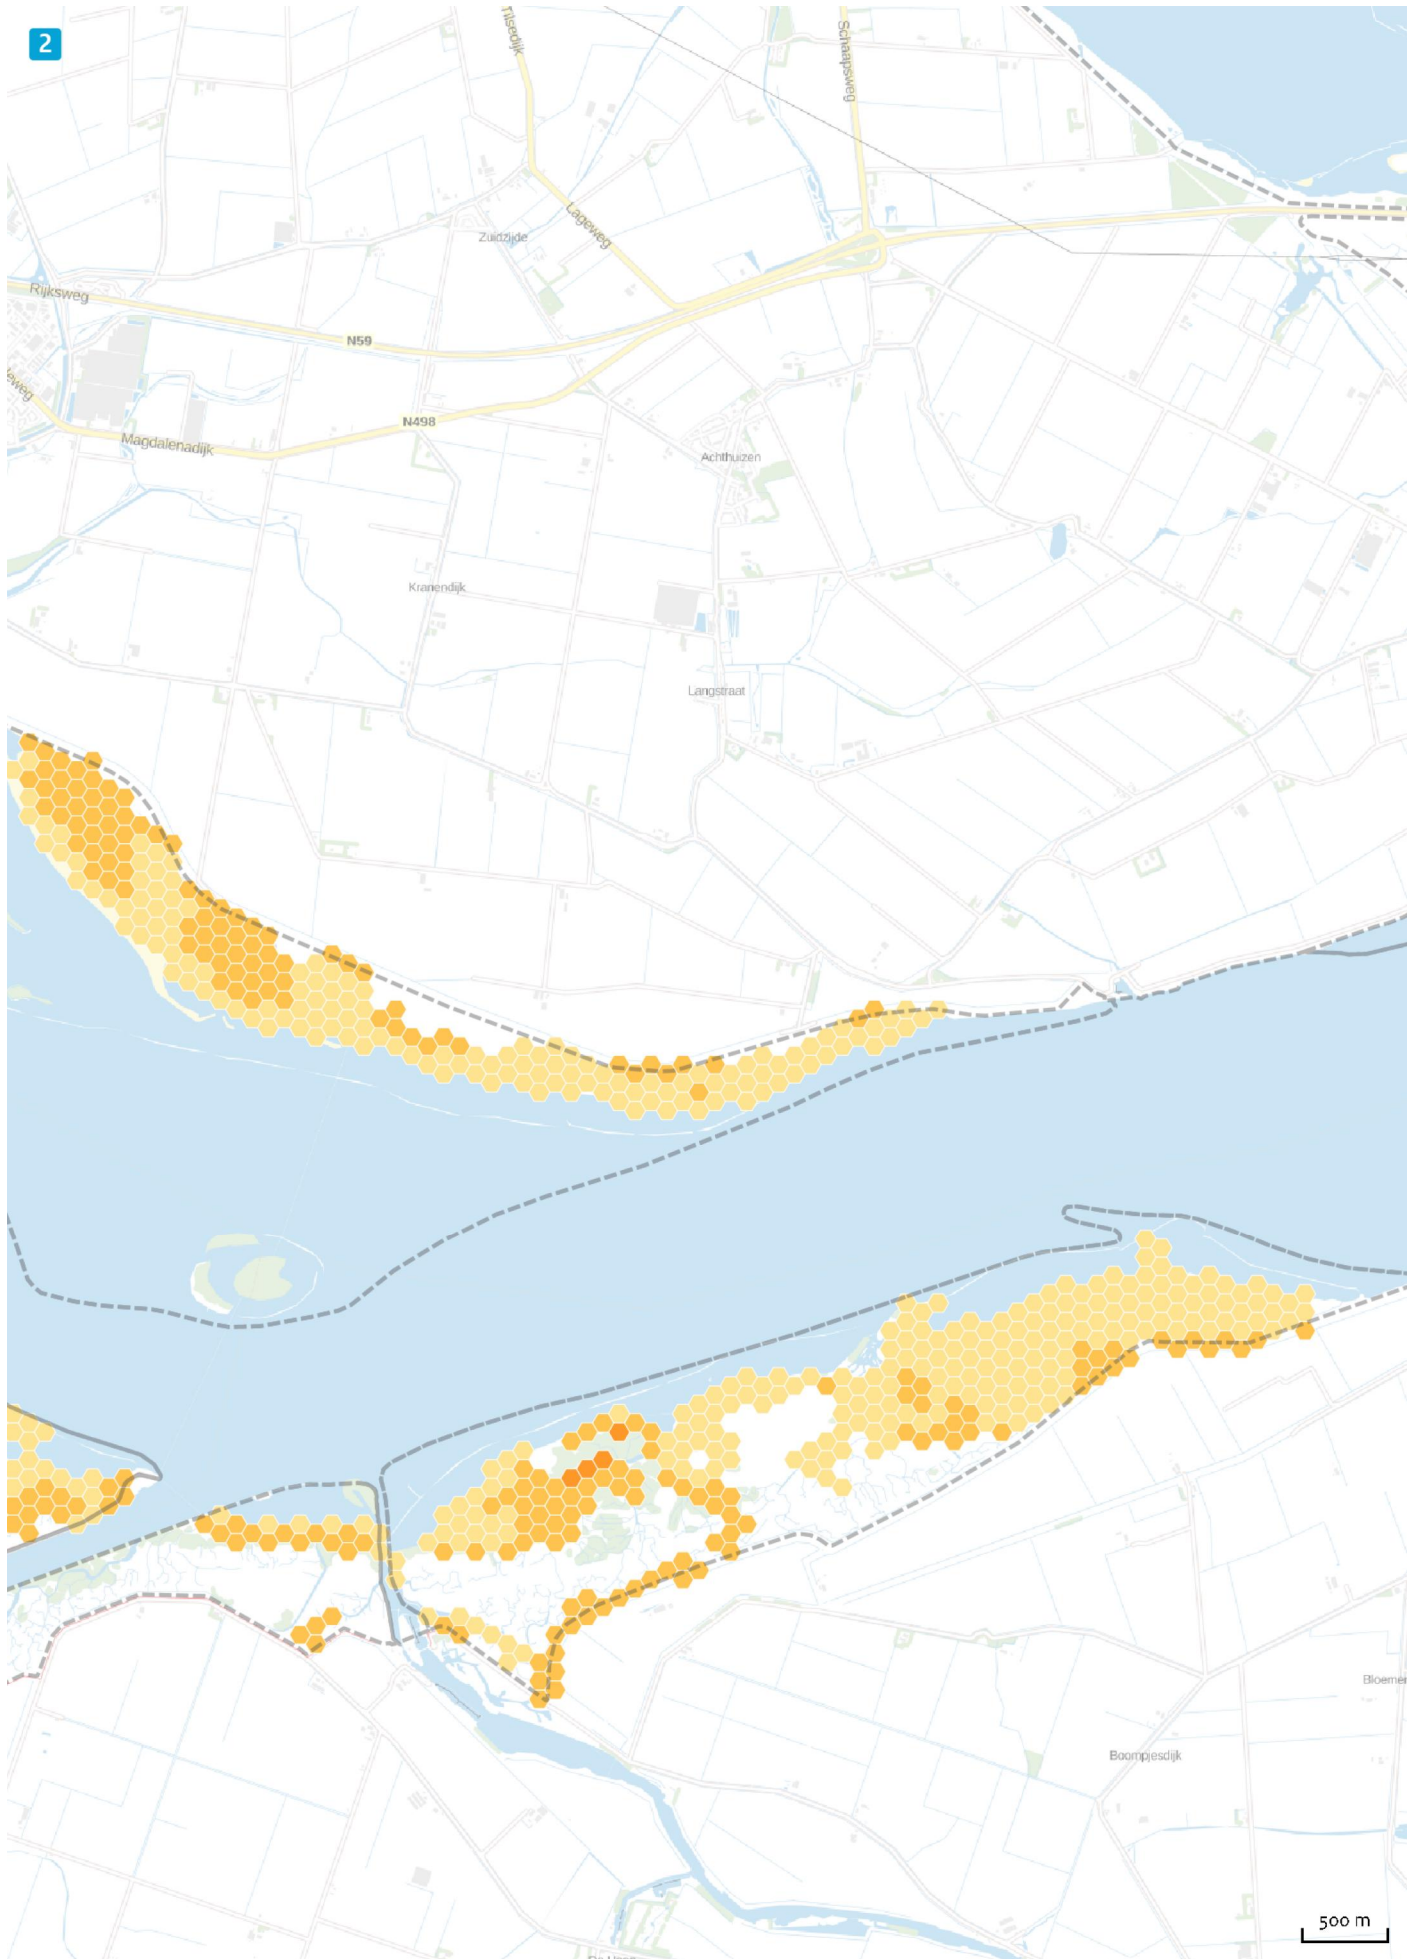 2
Schaapsweg
Zuidzijde
Lageweg
Rijksweg
N59
N498
Magdalenadijk
Achthuizen
Kranendijk
Langstraat
Boompjesdijk
500 m